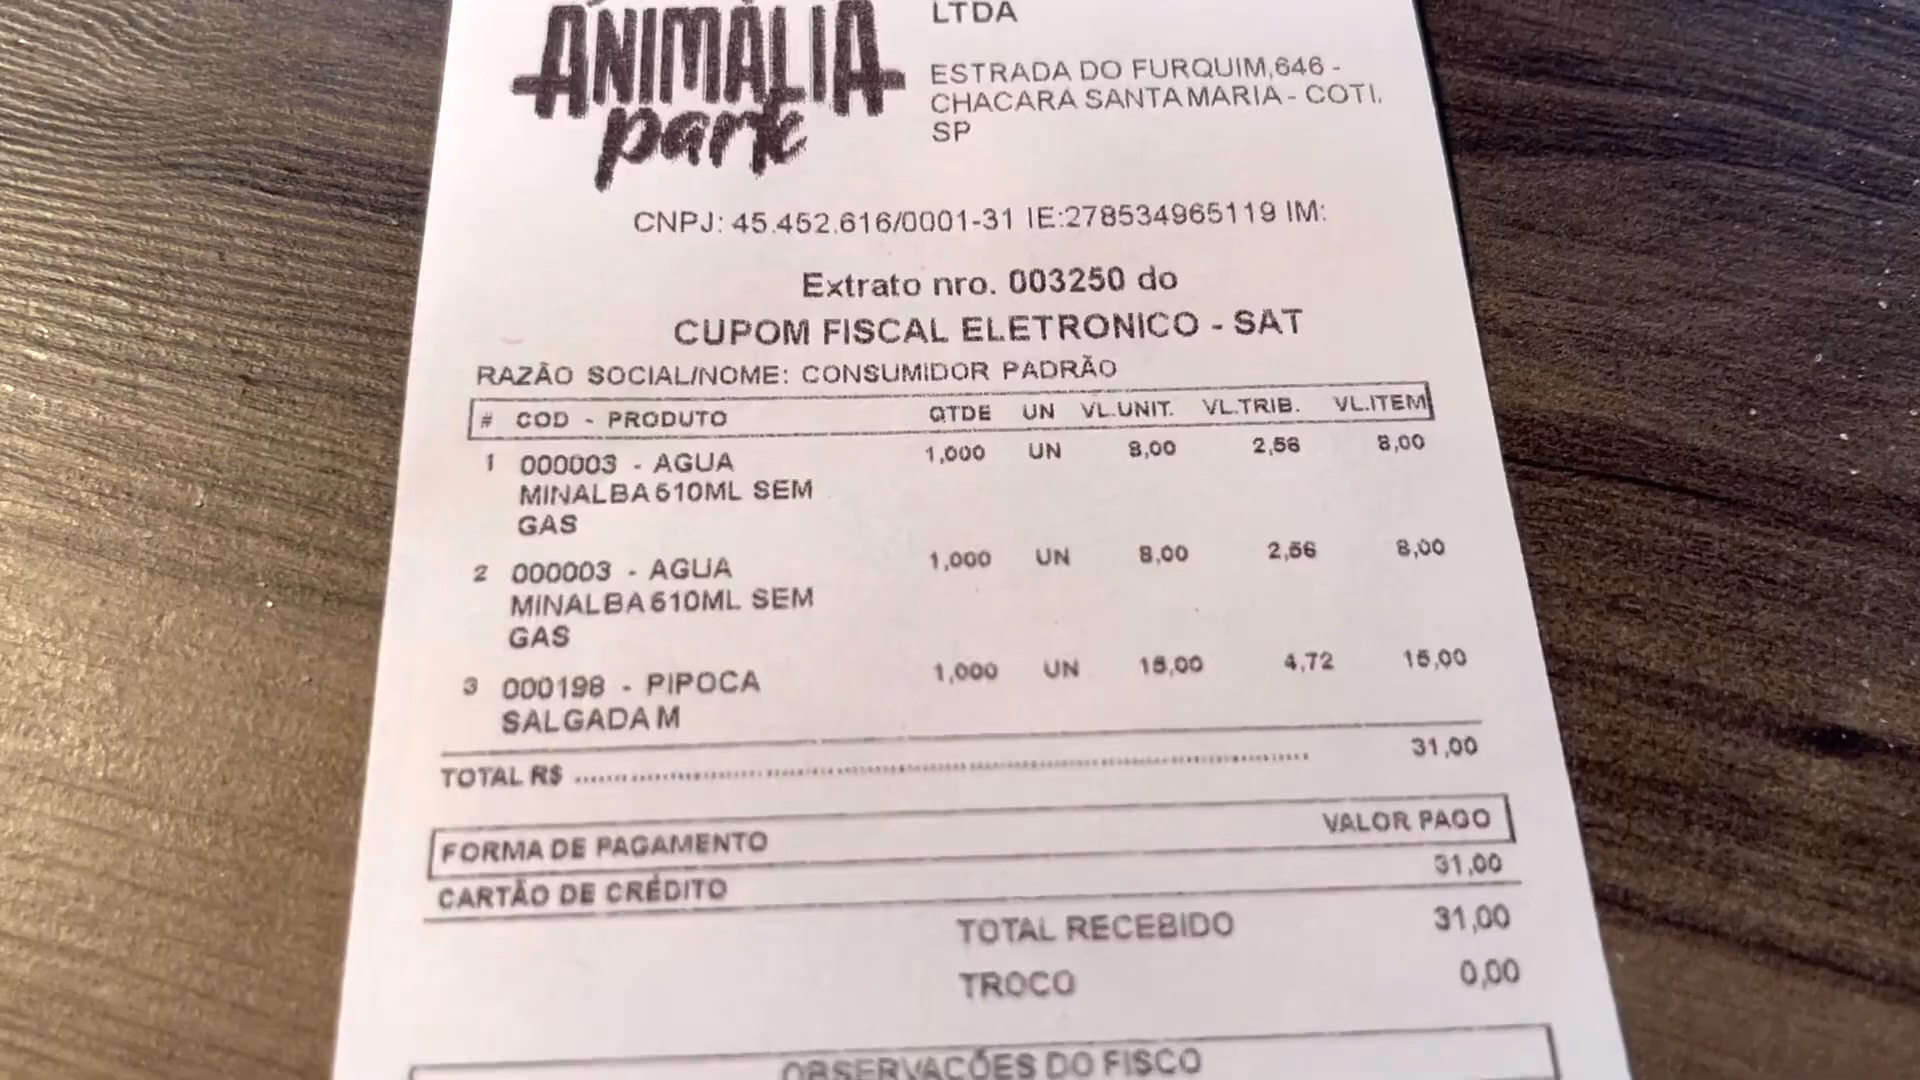 ANIMÁLIA
park
LTDA
ESTRADA DO FURQUIM,646 -
CHACARA SANTA MARIA - COTI.
SP
CNPJ: 45.452.616/0001-31 IE:278534965119 IM:
Extrato nro. 003250 do
CUPOM FISCAL ELETRONICO - SAT
RAZÃO SOCIAL/NOME: CONSUMIDOR PADRÃO
# COD - PRODUTO QTDE UN VL.UNIT. VL.TRIB. VL.ITEM
1 000003 - AGUA 1,000 UN 8,00 2,56 8,00
MINALBA 510ML SEM
GAS
2 000003 - AGUA 1,000 UN 8,00 2,56 8,00
MINALBA 510ML SEM
GAS
3 000198 - PIPOCA 1,000 UN 15,00 4,72 15,00
SALGADA M
TOTAL R$ 31,00
FORMA DE PAGAMENTO VALOR PAGO
CARTÃO DE CRÉDITO 31,00
TOTAL RECEBIDO 31,00
TROCO 0,00
OBSERVAÇÕES DO FISCO